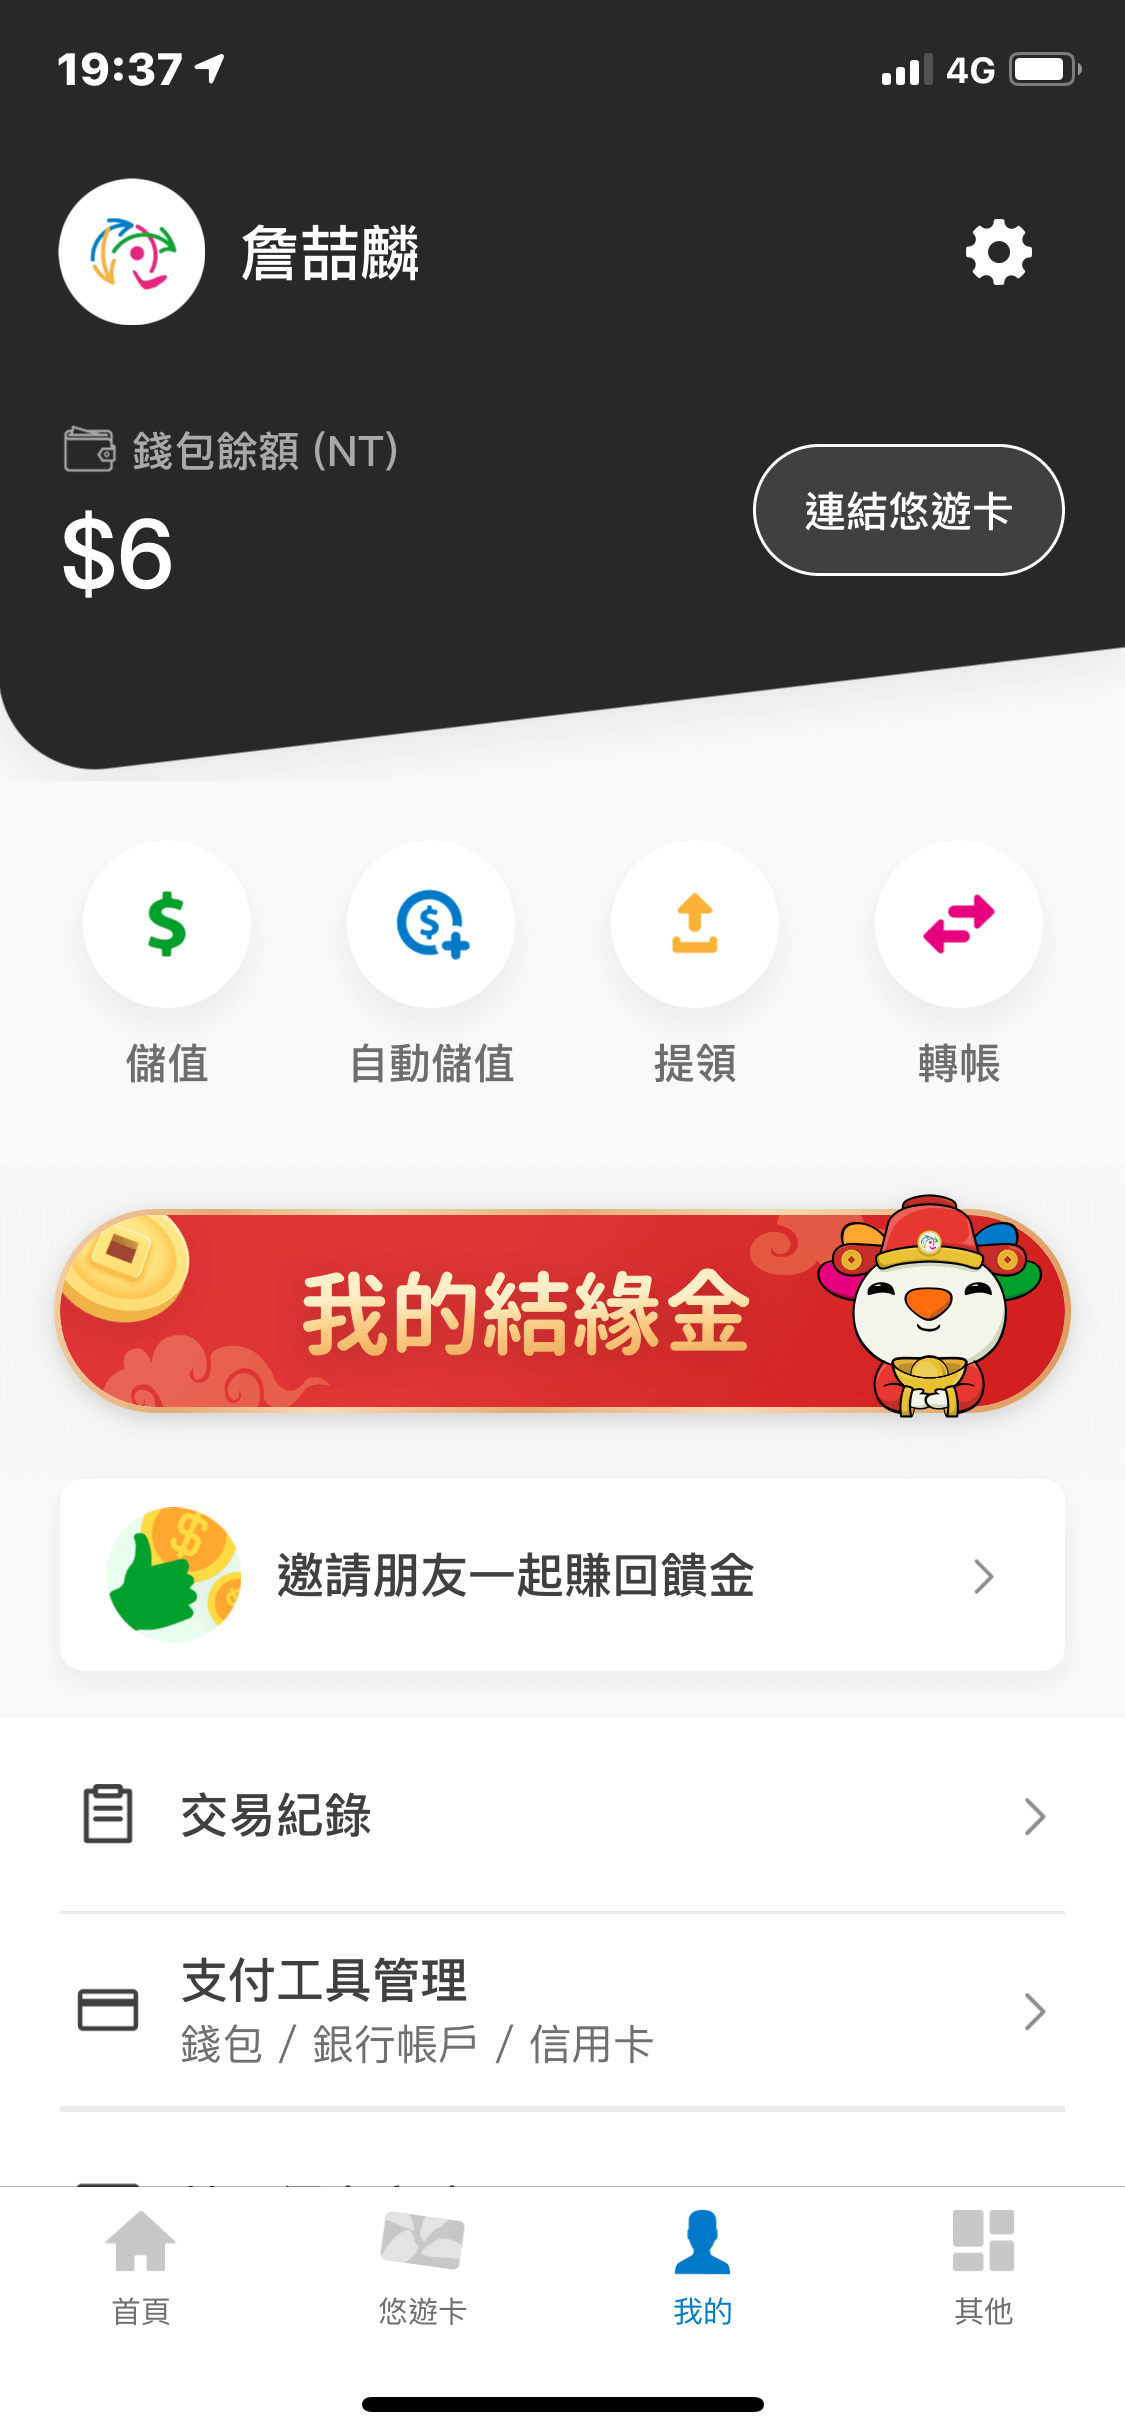 19:37
4G
詹喆麟
錢包餘額 (NT)
$6
連結悠遊卡
儲值
自動儲值
提領
轉帳
我的結緣金
邀請朋友一起賺回饋金
交易紀錄
支付工具管理
錢包 / 銀行帳戶 / 信用卡
首頁
悠遊卡
我的
其他